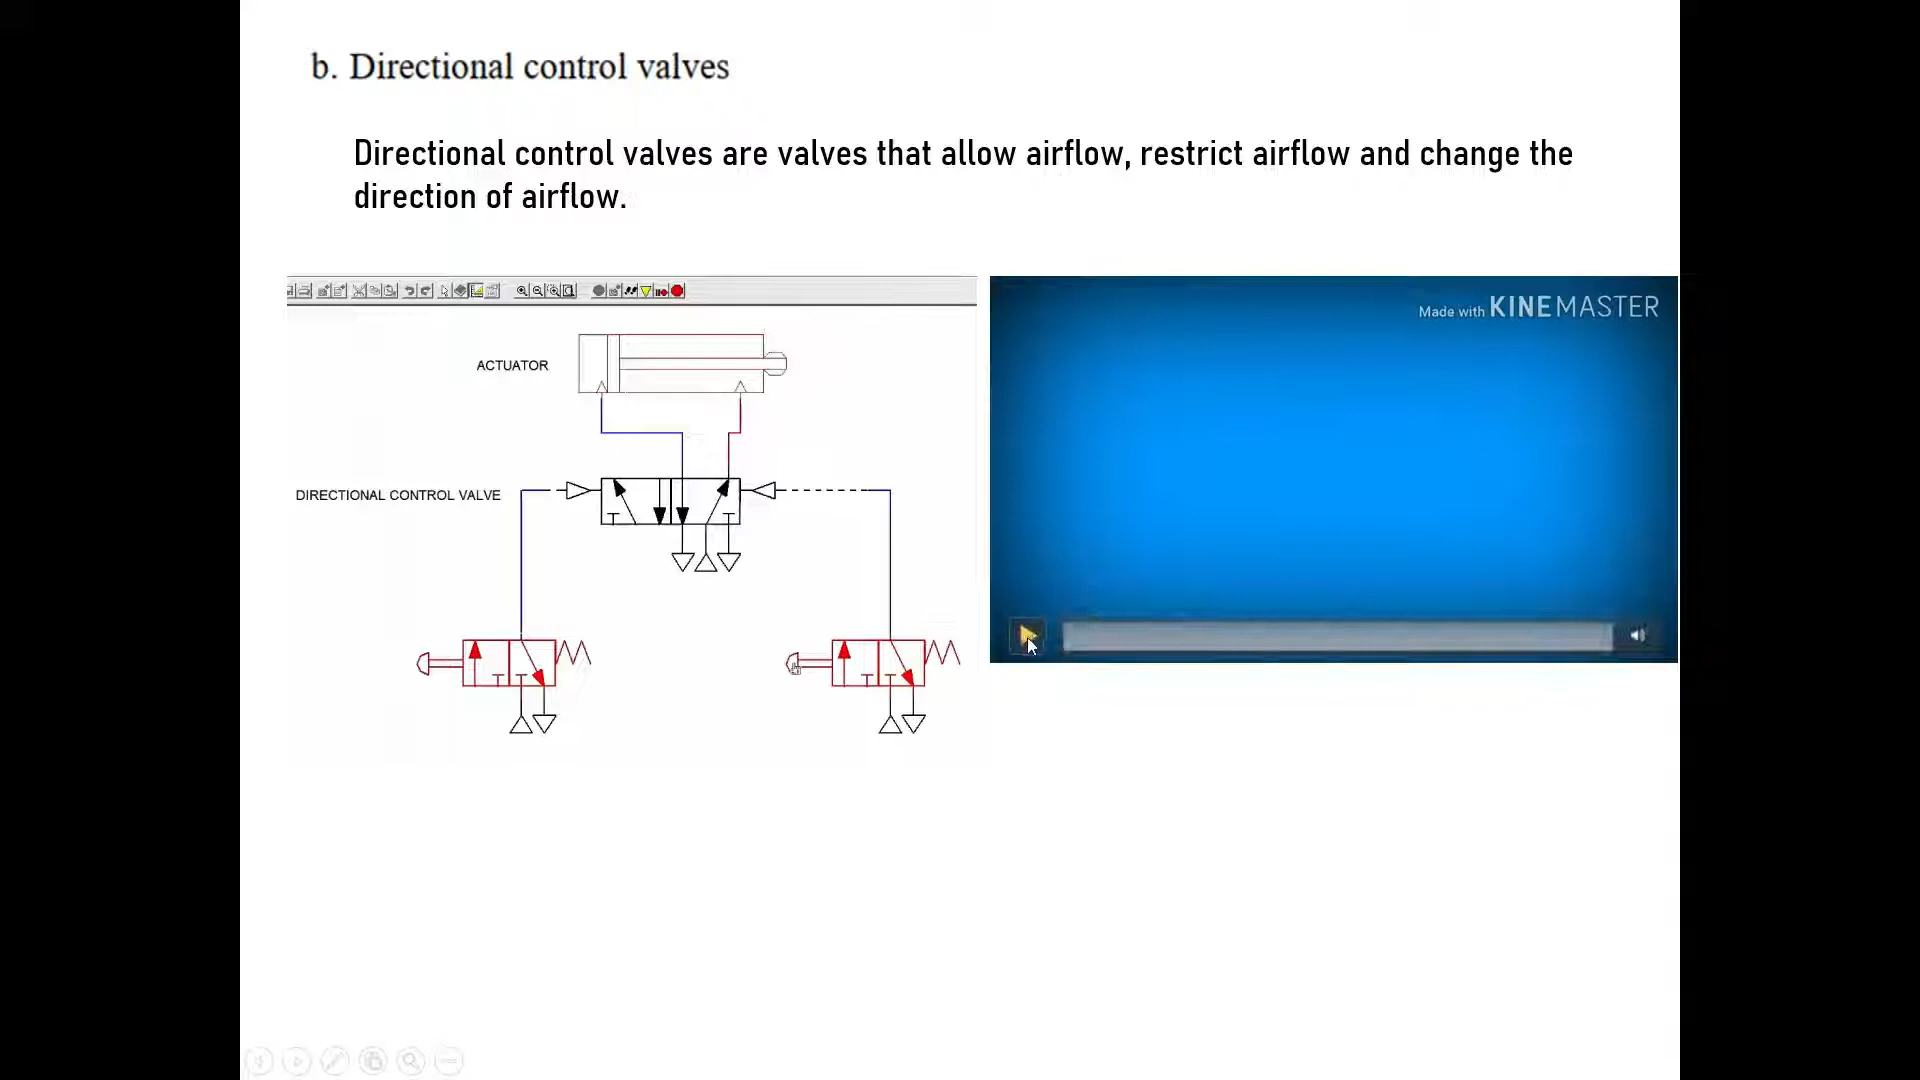 b. Directional control valves
Directional control valves are valves that allow airflow, restrict airflow and change the
direction of airflow.
ACTUATOR
DIRECTIONAL CONTROL VALVE
Made with KINEMASTER